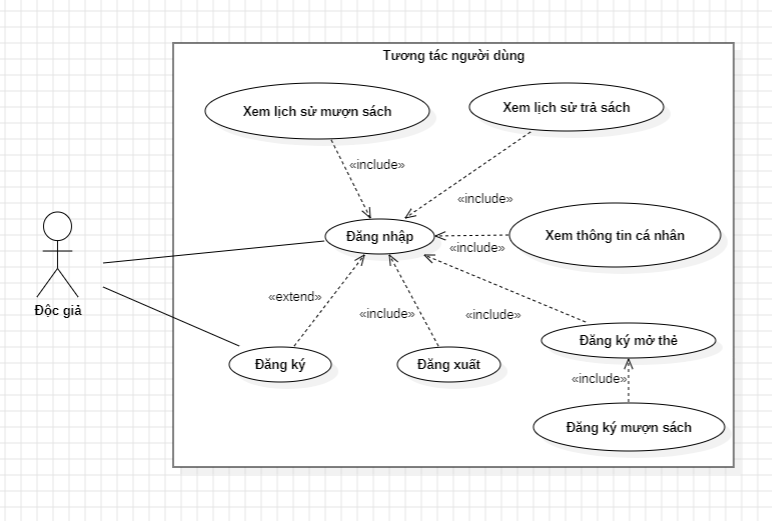 Tương tác người dùng
Xem lịch sử mượn sách
Xem lịch sử trả sách
«include»
«include»
Đăng nhập
Xem thông tin cá nhân
«include»
Độc giả
«extend»
«include»
«include»
Đăng ký
Đăng xuất
Đăng ký mở thẻ
«include»
Đăng ký mượn sách